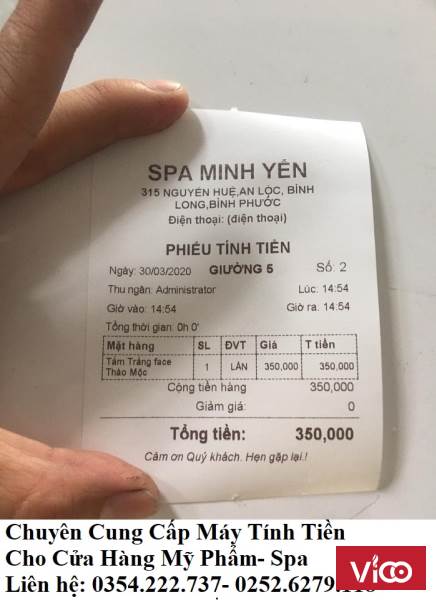 SPA MINH YẾN
315 NGUYỄN HUỆ,AN LỘC, BÌNH
LONG,BÌNH PHƯỚC
Điện thoại: (điện thoại)
PHIẾU TÍNH TIỀN
Ngày: 30/03/2020 GIƯỜNG 5 Số: 2
Thu ngân: Administrator Lúc: 14:54
Giờ vào: 14:54 Giờ ra: 14:54
Tổng thời gian: 0h 0'
Mặt hàng SL ĐVT Giá T tiền
Tắm Trắng face 1 LẦN 350,000 350,000
Thảo Mộc
Cộng tiền hàng 350,000
Giảm giá: 0
Tổng tiền: 350,000
Cảm ơn Quý khách. Hẹn gặp lại.!
Chuyên Cung Cấp Máy Tính Tiền
Cho Cửa Hàng Mỹ Phẩm- Spa
Liên hệ: 0354.222.737-
VICO